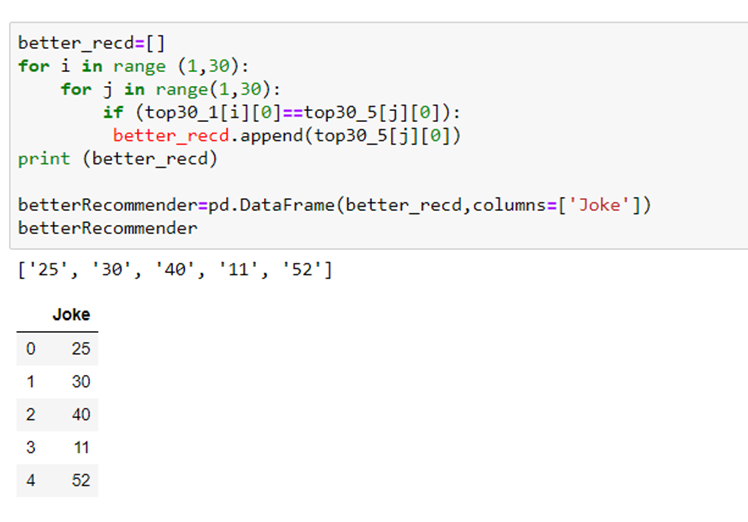 better_recd=[]
for i in range (1,30):
    for j in range(1,30):
        if (top30_1[i][0]==top30_5[j][0]):
         better_recd.append(top30_5[j][0])
print (better_recd)

betterRecommender=pd.DataFrame(better_recd,columns=['Joke'])
betterRecommender
['25', '30', '40', '11', '52']
Joke
0 25
1 30
2 40
3 11
4 52